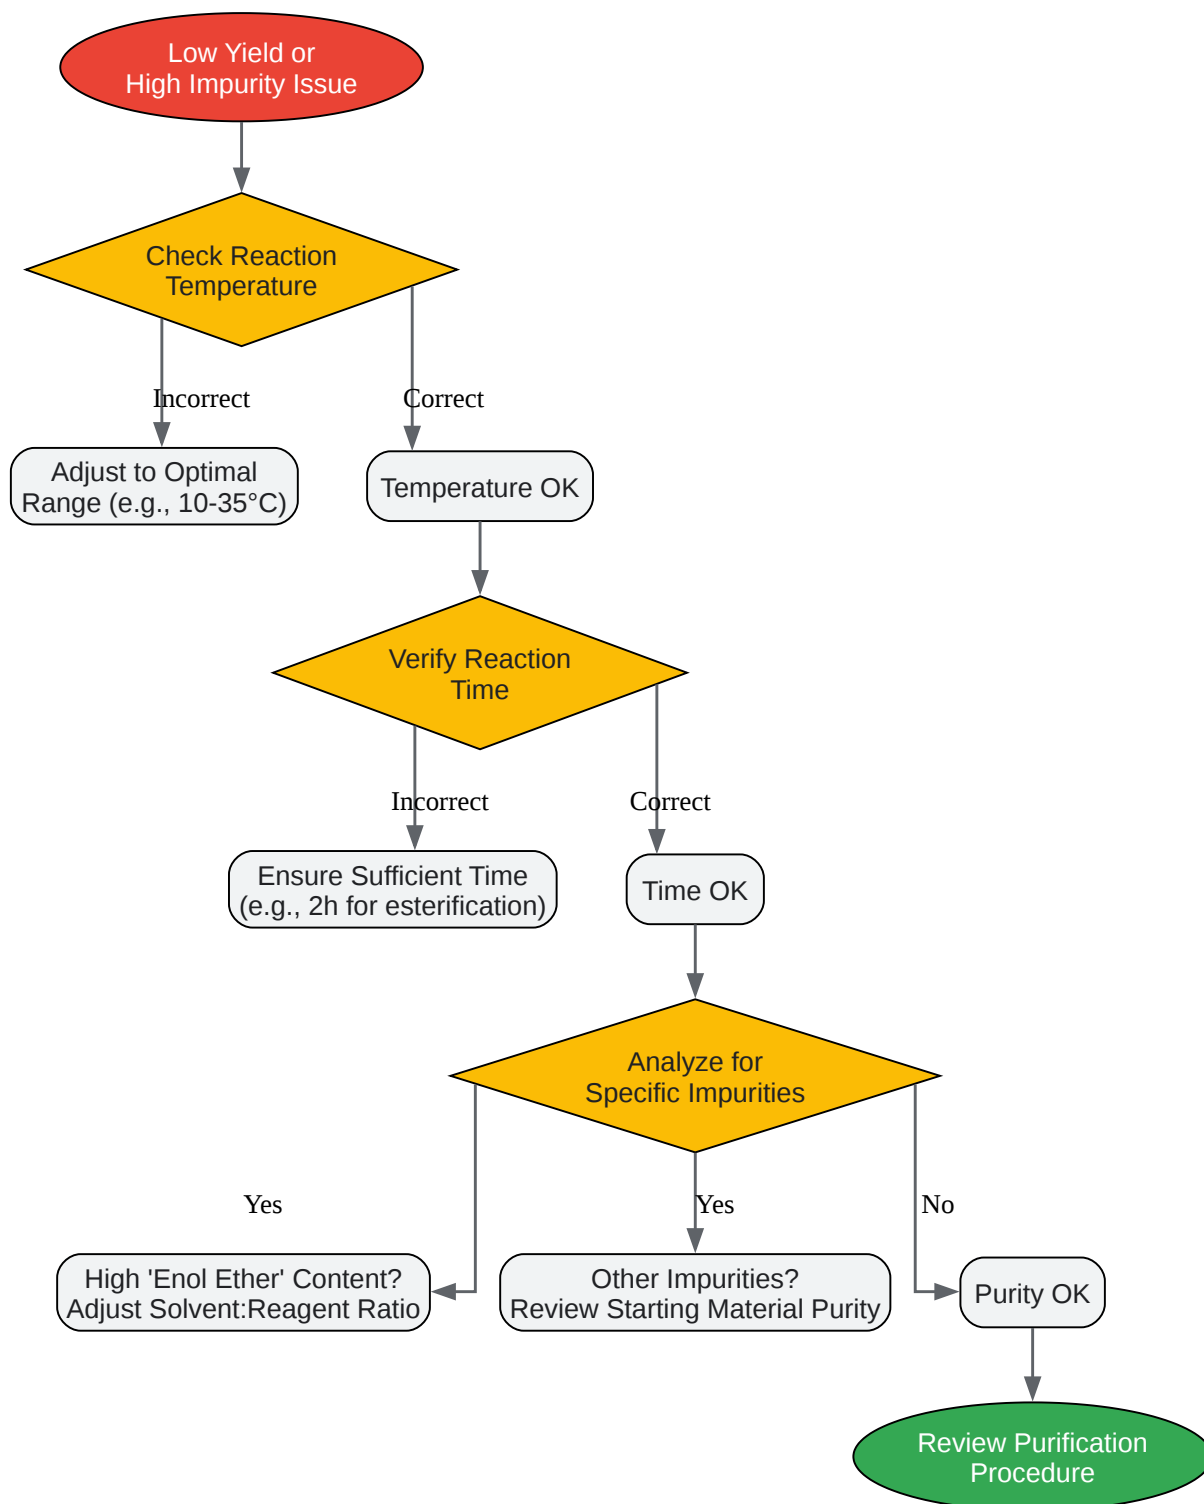 Low Yield or
High Impurity Issue
Check Reaction
Temperature
Incorrect
Correct
Adjust to Optimal
Range (e.g., 10-35°C)
Temperature OK
Verify Reaction
Time
Incorrect
Correct
Ensure Sufficient Time
(e.g., 2h for esterification)
Time OK
Analyze for
Specific Impurities
Yes
Yes
No
High 'Enol Ether' Content?
Adjust Solvent:Reagent Ratio
Other Impurities?
Review Starting Material Purity
Purity OK
Review Purification
Procedure